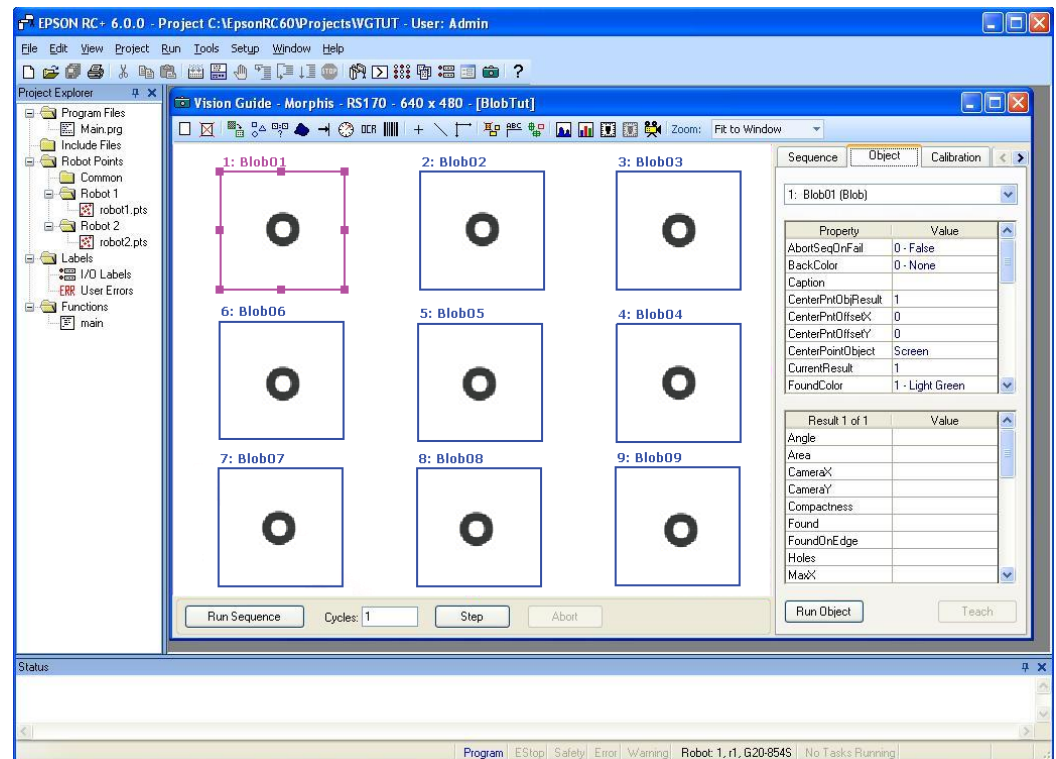 EPSON RC+ 6.0.0 - Project C:\EpsonRC60\Projects\VGTUT - User: Admin
File Edit View Project Run Tools Setup Window Help
Project Explorer
Program Files
Main.prg
Include Files
Robot Points
Common
Robot 1
robot1.pts
Robot 2
robot2.pts
Labels
I/O Labels
ERR User Errors
Functions
main
Vision Guide - Morphis - RS170 - 640 x 480 - [BlobTut]
OCR ABC Zoom: Fit to Window
1: Blob01 2: Blob02 3: Blob03
6: Blob06 5: Blob05 4: Blob04
7: Blob07 8: Blob08 9: Blob09
Run Sequence Cycles: 1 Step Abort
Sequence Object Calibration
1: Blob01 (Blob)
Property Value
AbortSeqOnFail 0 - False
BackColor 0 - None
Caption
CenterPntObjResult 1
CenterPntOffsetX 0
CenterPntOffsetY 0
CenterPointObject Screen
CurrentResult 1
FoundColor 1 - Light Green
Result 1 of 1 Value
Angle
Area
CameraX
CameraY
Compactness
Found
FoundOnEdge
Holes
MaxX
Run Object Teach
Status
Program EStop Safety Error Warning Robot: 1, r1, G20-854S No Tasks Running